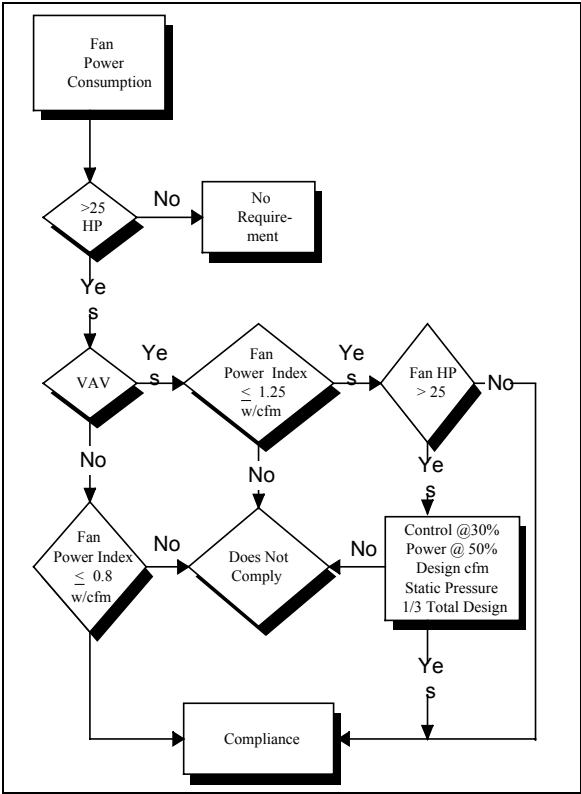 Fan
Power
Consumption
>25
HP
No
No
Require-
ment
Ye
s
VAV
Ye
s
Fan
Power Index
≤ 1.25
w/cfm
Ye
s
Fan HP
> 25
No
No
No
Ye
s
Fan
Power Index
≤ 0.8
w/cfm
No
Does Not
Comply
No
Control @30%
Power @ 50%
Design cfm
Static Pressure
1/3 Total Design
Ye
s
Compliance